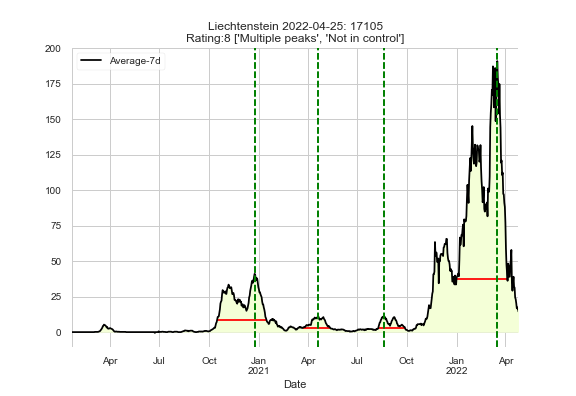 Liechtenstein 2022-04-25: 17105
Rating:8 ['Multiple peaks', 'Not in control']
Average-7d
200
175
150
125
100
75
50
25
0
Apr Jul Oct Jan Apr Jul Oct Jan Apr
2021 2022
Date